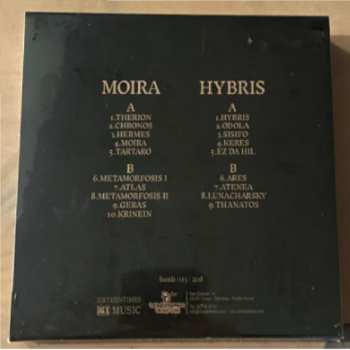 MOIRA
A
1.THERION
2.CHRONOS
3.HERMES
4.MOIRA
5.TARTARO
B
6.METAMORFOSIS I
7.ATLAS
8.METAMORFOSIS II
9.GERAS
10.KRINEIN
HYBRIS
A
1.HYBRIS
2.ODOLA
3.SISIFO
4.KERES
5.EZ DA HIL
B
6.ARES
7.ATENEA
8.LUNACHARSKY
9.THANATOS
MUSIC